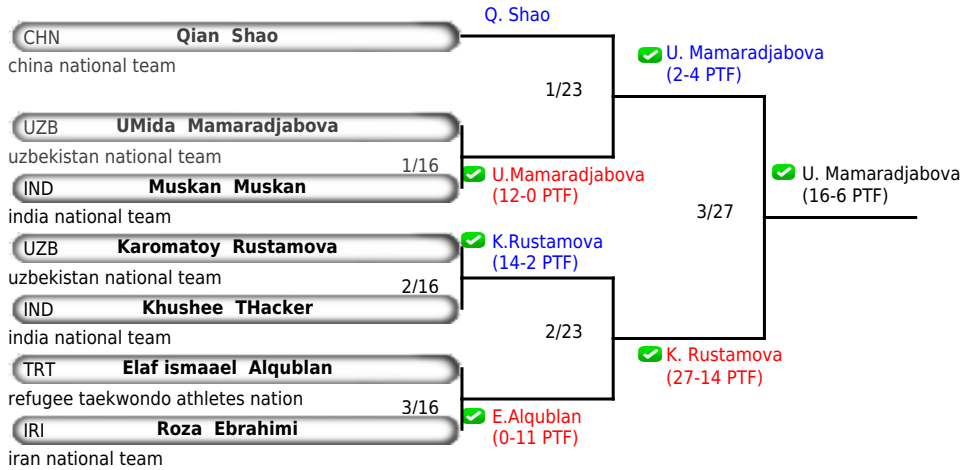 Q. Shao
CHN Qian Shao
china national team
U. Mamaradjabova
(2-4 PTF)
1/23
UZB UMida Mamaradjabova
uzbekistan national team
1/16
U.Mamaradjabova
(12-0 PTF)
IND Muskan Muskan
india national team
U. Mamaradjabova
(16-6 PTF)
3/27
UZB Karomatoy Rustamova
uzbekistan national team
K.Rustamova
(14-2 PTF)
2/16
IND Khushee THacker
india national team
2/23
K. Rustamova
(27-14 PTF)
TRT Elaf ismaael Alqublan
refugee taekwondo athletes nation
3/16
E.Alqublan
(0-11 PTF)
IRI Roza Ebrahimi
iran national team